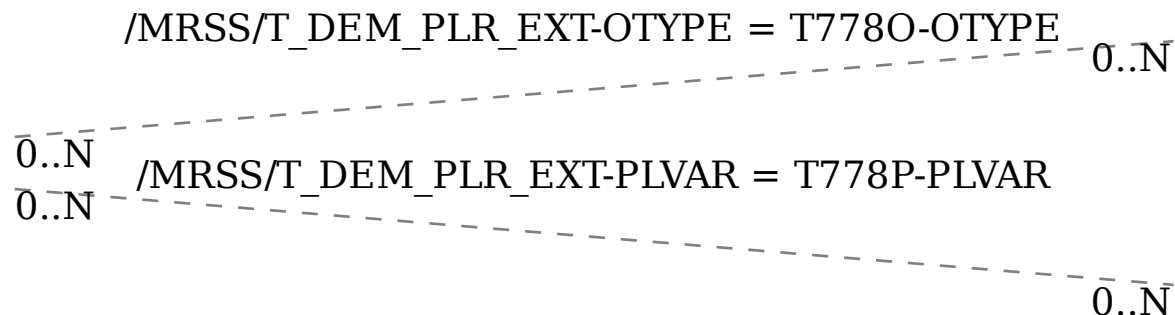 /MRSS/T_DEM_PLR_EXT-OTYPE = T778O-OTYPE
0..N
0..N
/MRSS/T_DEM_PLR_EXT-PLVAR = T778P-PLVAR
0..N
0..N